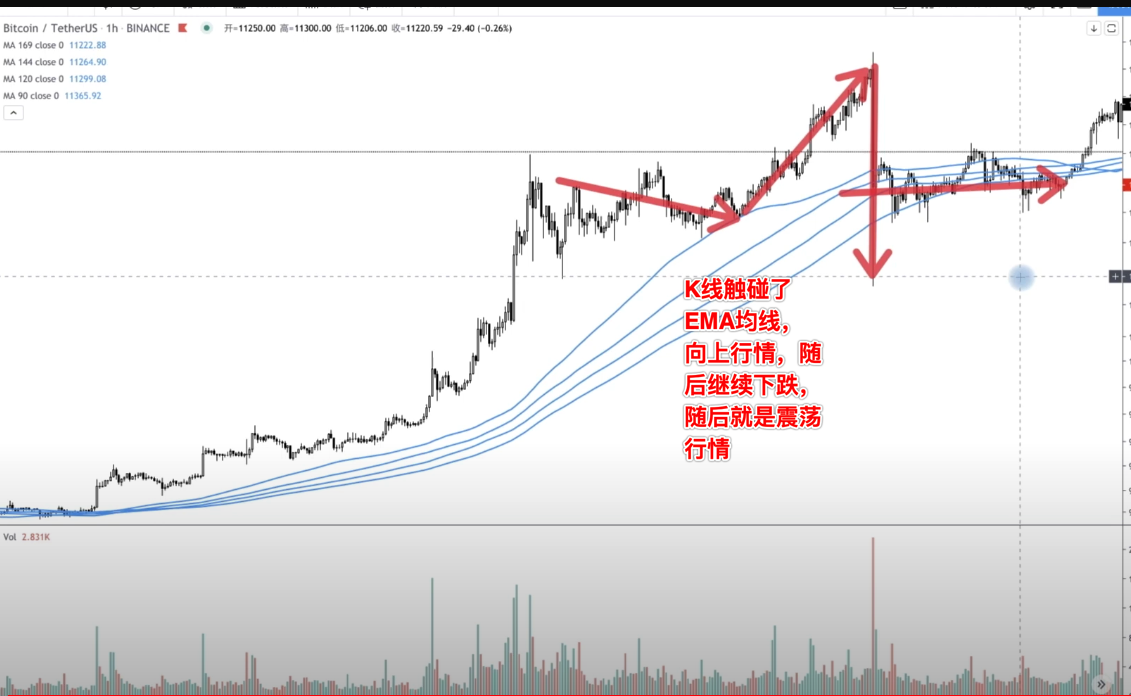 Bitcoin / TetherUS · 1h · BINANCE 开=11250.00 高=11300.00 低=11206.00 收=11220.59 −29.40 (−0.26%)
MA 169 close 0 11222.88
MA 144 close 0 11264.90
MA 120 close 0 11299.08
MA 90 close 0 11365.92
K线触碰了
EMA均线，
向上行情，随
后继续下跌，
随后就是震荡
行情
Vol 2.831K